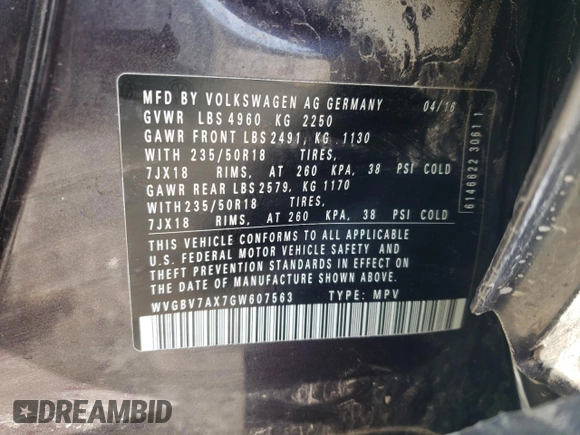 MFD BY VOLKSWAGEN AG GERMANY 04/16
GVWR LBS 4960 KG 2250
GAWR FRONT LBS 2491, KG 1130
WITH 235/50R18 TIRES,
7JX18 RIMS, AT 260 KPA, 38 PSI COLD
GAWR REAR LBS 2579, KG 1170
WITH 235/50R18 TIRES,
7JX18 RIMS, AT 260 KPA, 38 PSI COLD
THIS VEHICLE CONFORMS TO ALL APPLICABLE
U.S. FEDERAL MOTOR VEHICLE SAFETY AND
THEFT PREVENTION STANDARDS IN EFFECT ON
THE DATE OF MANUFACTURE SHOWN ABOVE.
WVGBV7AX7GW607563 TYPE: MPV
6146622 30611
DREAMBID